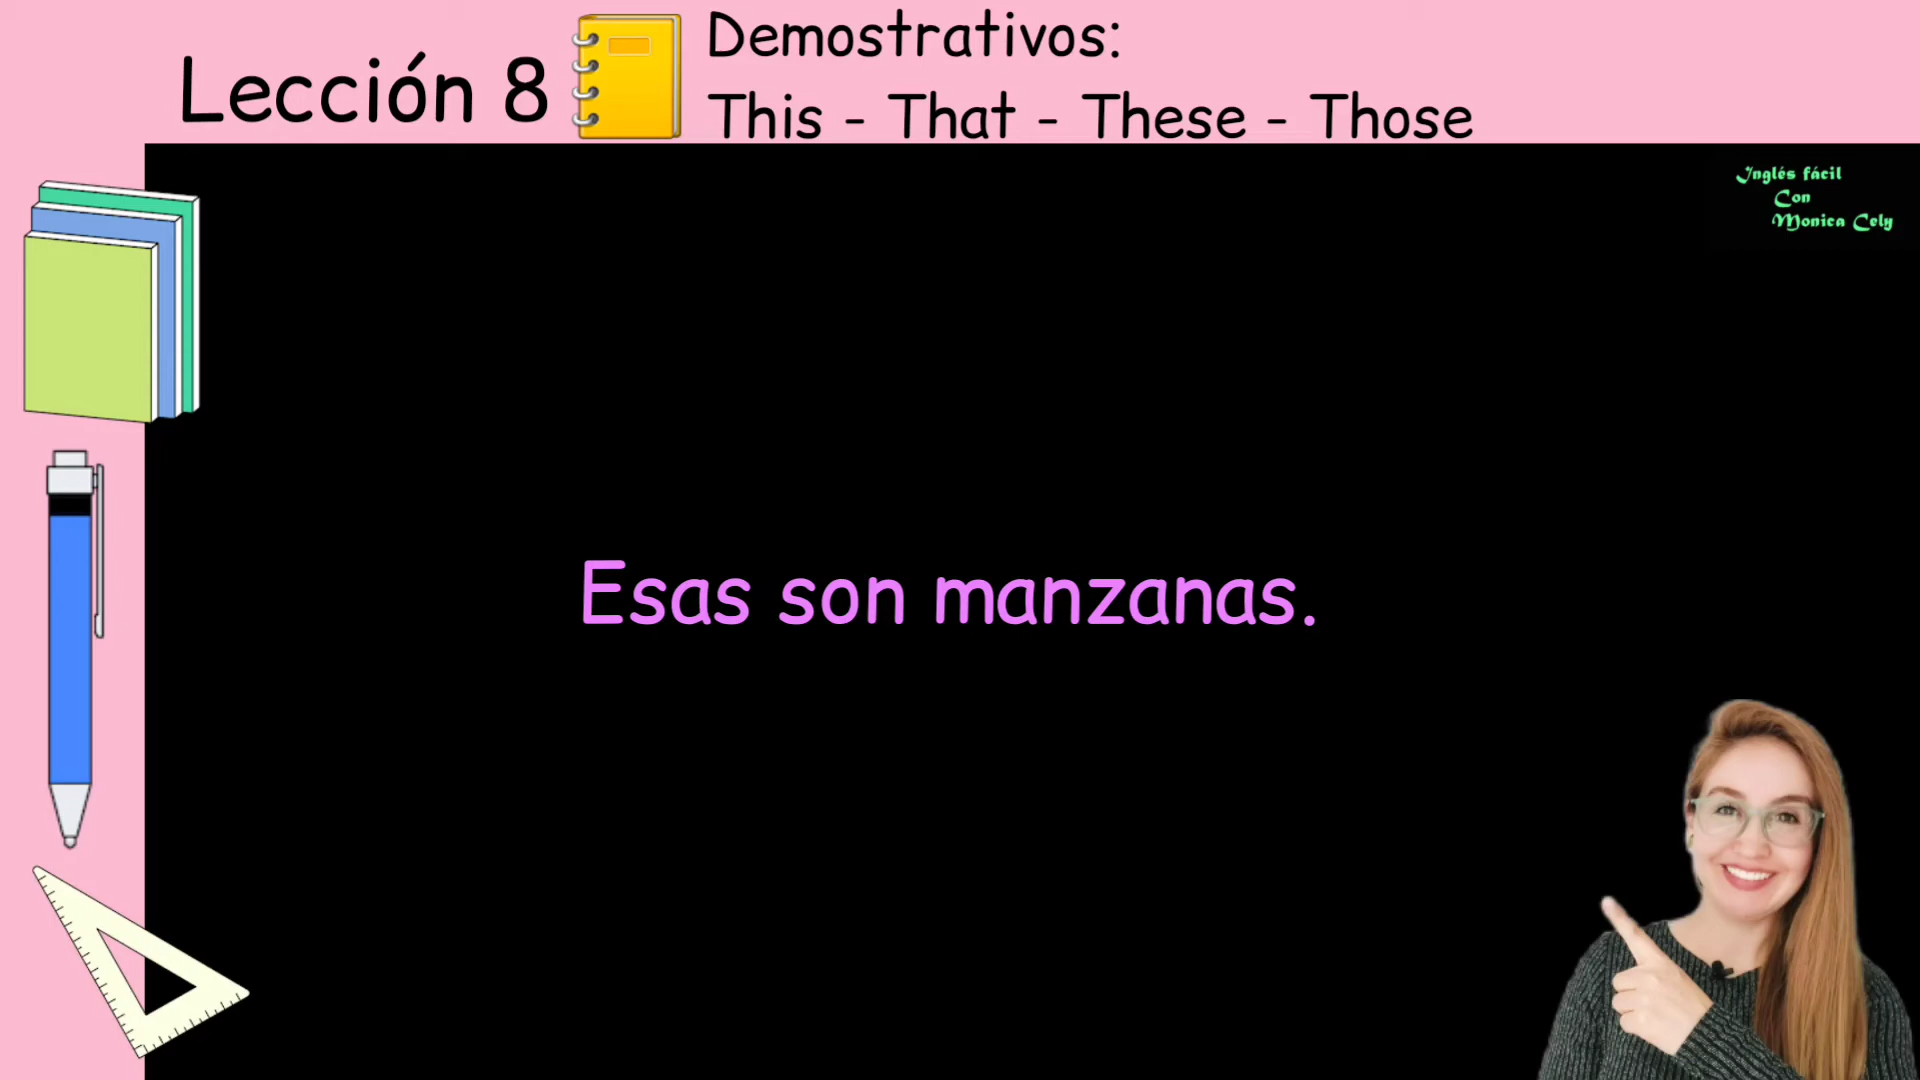 Lección 8
Demostrativos:
This - That - These - Those
Inglés fácil
Con
Monica Cely
Esas son manzanas.